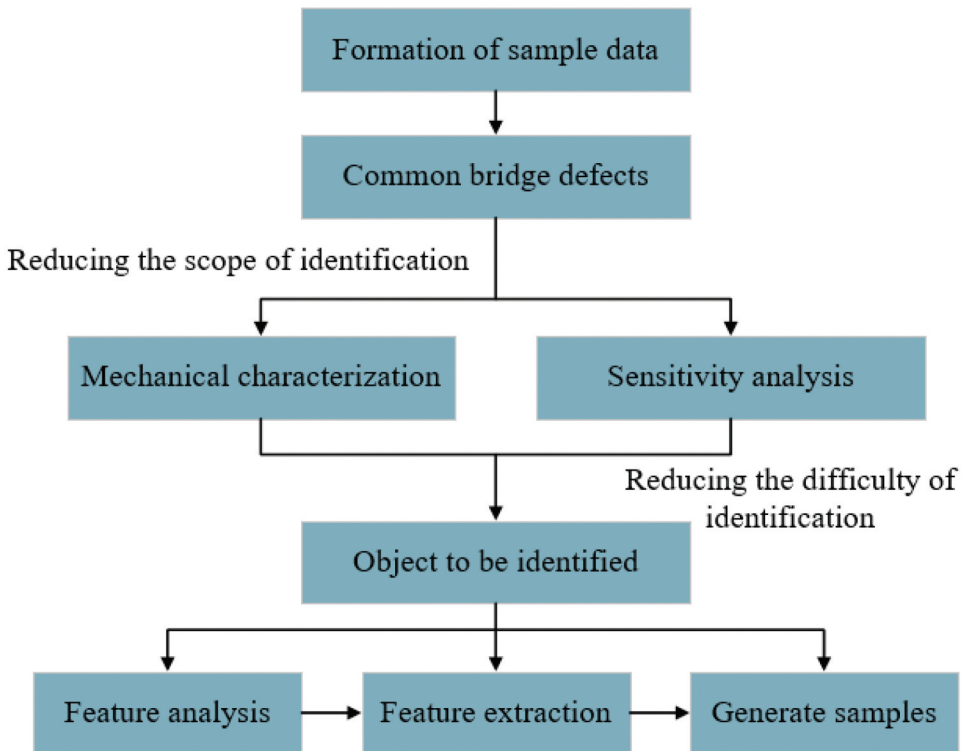 Formation of sample data
Common bridge defects
Reducing the scope of identification
Mechanical characterization
Sensitivity analysis
Reducing the difficulty of
identification
Object to be identified
Feature analysis
Feature extraction
Generate samples